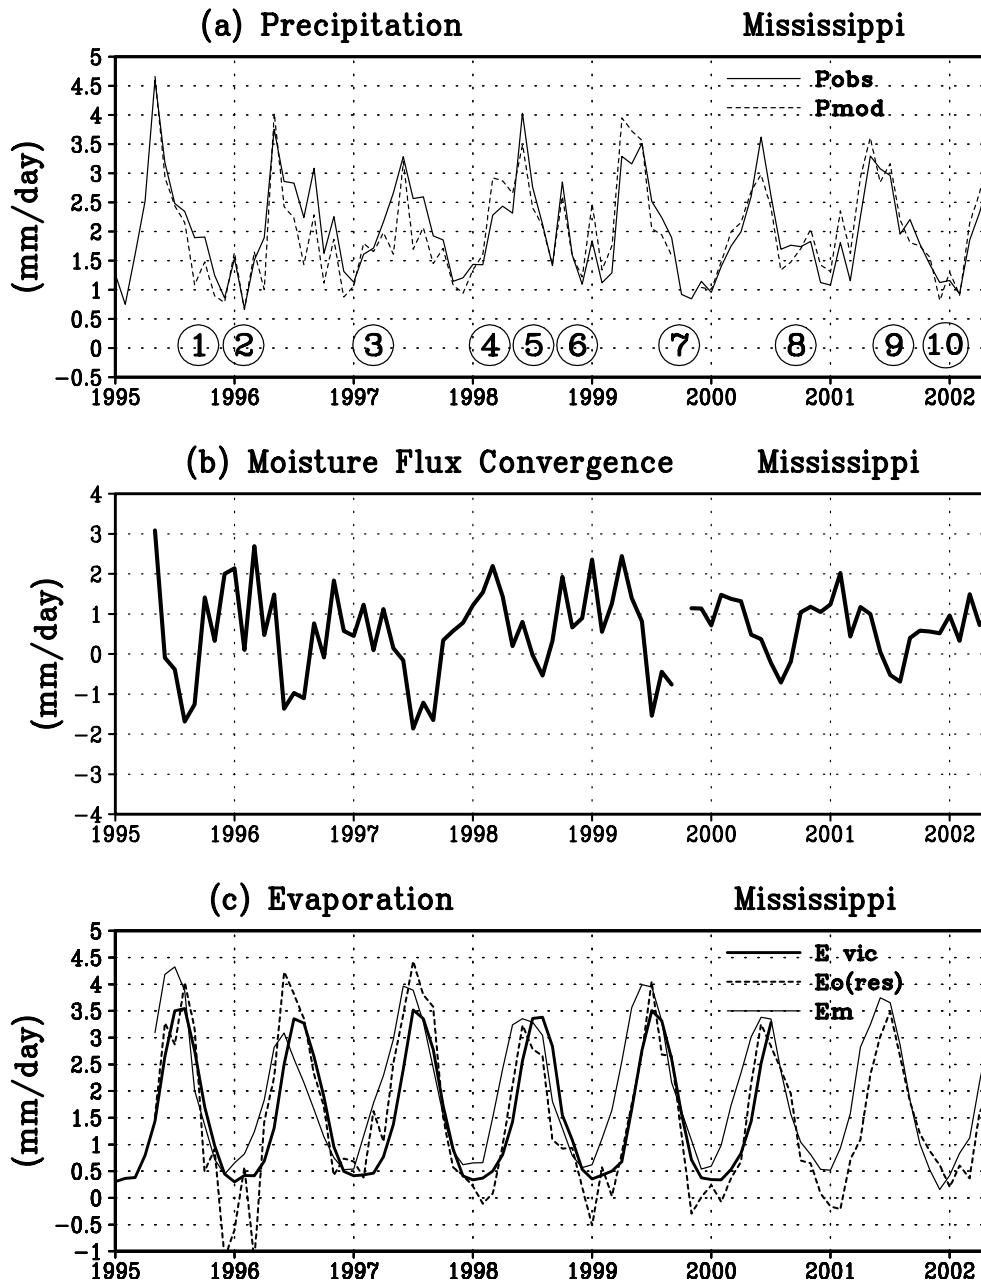 (a) Precipitation Mississippi
5
4.5
4
3.5
3
2.5
2
1.5
1
0.5
0
−0.5
(mm/day)
Pobs
Pmod
1 2 3 4 5 6 7 8 9 10
1995 1996 1997 1998 1999 2000 2001 2002
(b) Moisture Flux Convergence Mississippi
4
3
2
1
0
−1
−2
−3
−4
(mm/day)
1995 1996 1997 1998 1999 2000 2001 2002
(c) Evaporation Mississippi
5
4.5
4
3.5
3
2.5
2
1.5
1
0.5
0
−0.5
−1
(mm/day)
E vic
Eo(res)
Em
1995 1996 1997 1998 1999 2000 2001 2002